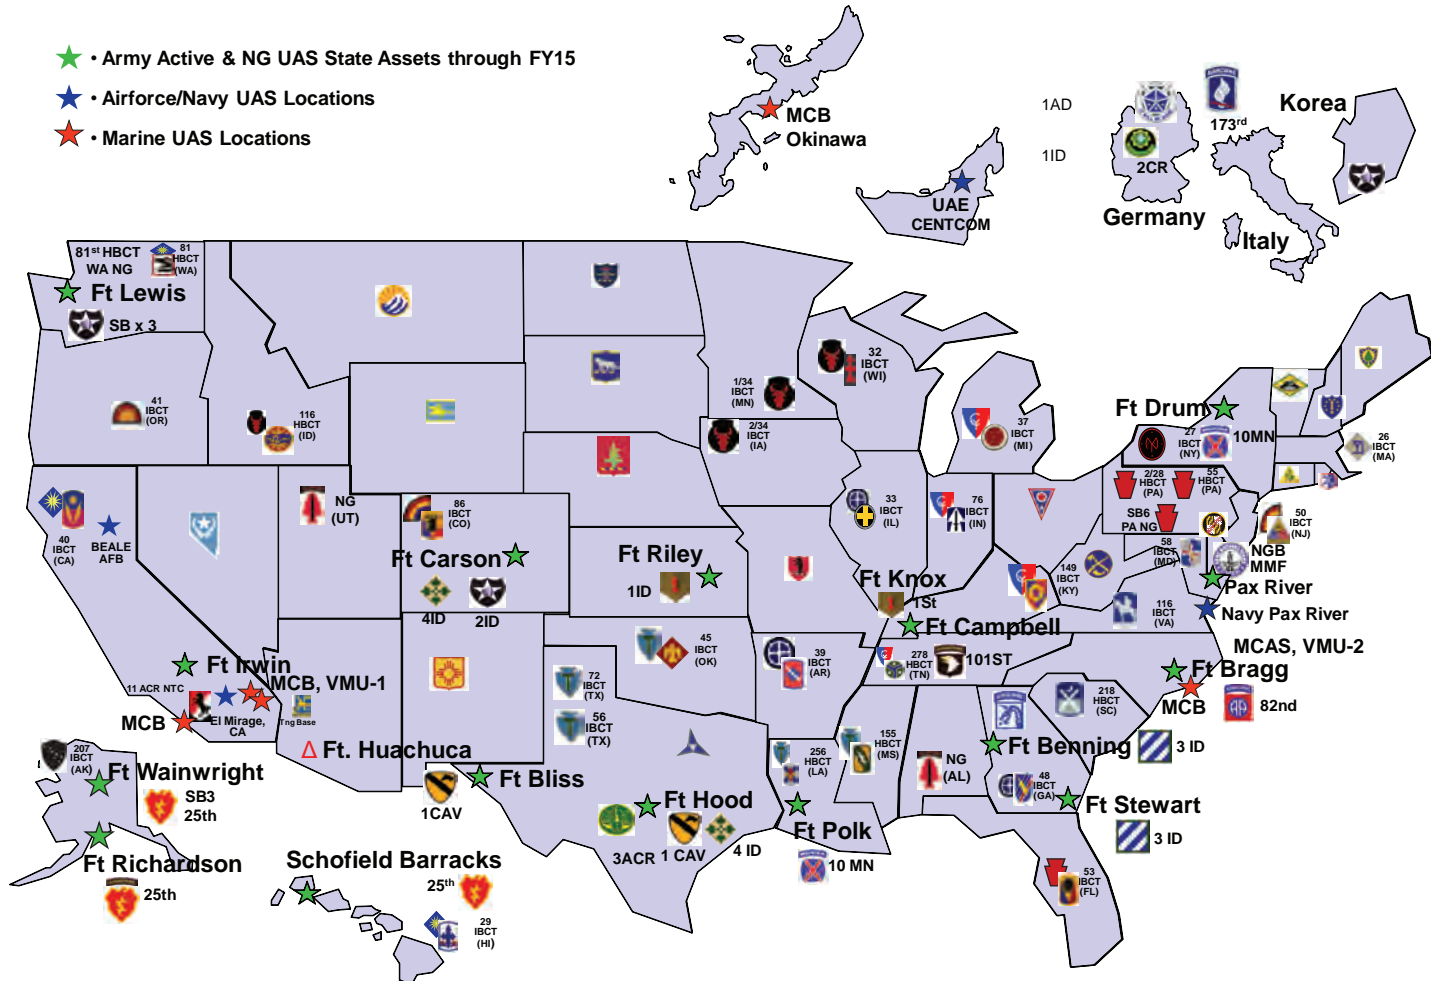 • Army Active & NG UAS State Assets through FY15
• Airforce/Navy UAS Locations
• Marine UAS Locations
MCB
Okinawa
UAE
CENTCOM
1AD
1ID
2CR
Germany
173rd
Italy
Korea
81st HBCT
WA NG
81
HBCT
(WA)
Ft Lewis
SB x 3
41
IBCT
(OR)
116
HBCT
(ID)
1/34
IBCT
(MN)
2/34
IBCT
(IA)
32
IBCT
(WI)
37
IBCT
(MI)
Ft Drum
27
IBCT
(NY)
10MN
26
IBCT
(MA)
2/28
HBCT
(PA)
55
HBCT
(PA)
SB6
PA NG
50
IBCT
(NJ)
NGB
MMF
58
IBCT
(MD)
Pax River
Navy Pax River
40
IBCT
(CA)
BEALE
AFB
NG
(UT)
86
IBCT
(CO)
Ft Carson
4ID
2ID
Ft Riley
1ID
33
IBCT
(IL)
76
IBCT
(IN)
Ft Knox
1St
149
IBCT
(KY)
116
IBCT
(VA)
Ft Campbell
278
HBCT
(TN)
101ST
MCAS, VMU-2
Ft Bragg
MCB
82nd
Ft Irwin
11 ACR NTC
MCB, VMU-1
El Mirage,
CA
Tng Base
MCB
Δ Ft. Huachuca
45
IBCT
(OK)
39
IBCT
(AR)
72
IBCT
(TX)
56
IBCT
(TX)
218
HBCT
(SC)
155
HBCT
(MS)
256
HBCT
(LA)
NG
(AL)
Ft Benning
3 ID
48
IBCT
(GA)
Ft Stewart
3 ID
207
IBCT
(AK)
Ft Wainwright
SB3
25th
Ft Richardson
25th
1CAV
Ft Bliss
Ft Hood
3ACR
1 CAV
4 ID
Ft Polk
10 MN
53
IBCT
(FL)
Schofield Barracks
25th
29
IBCT
(HI)